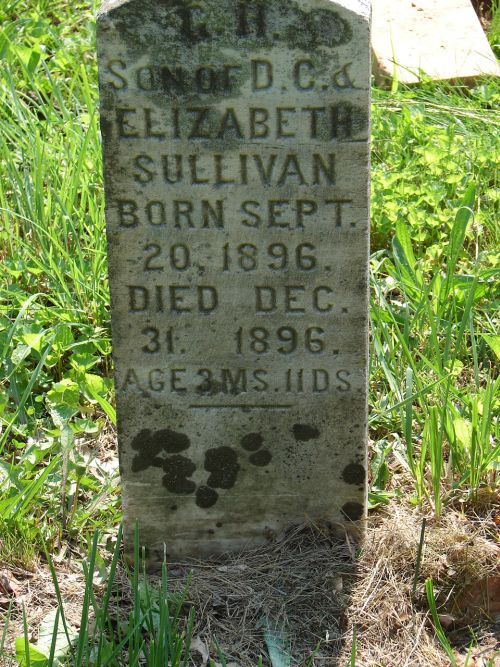 T. H.
SON OF D. C. &
ELIZABETH
SULLIVAN
BORN SEPT.
20, 1896.
DIED DEC.
31. 1896.
AGE 3 MS. 11 DS